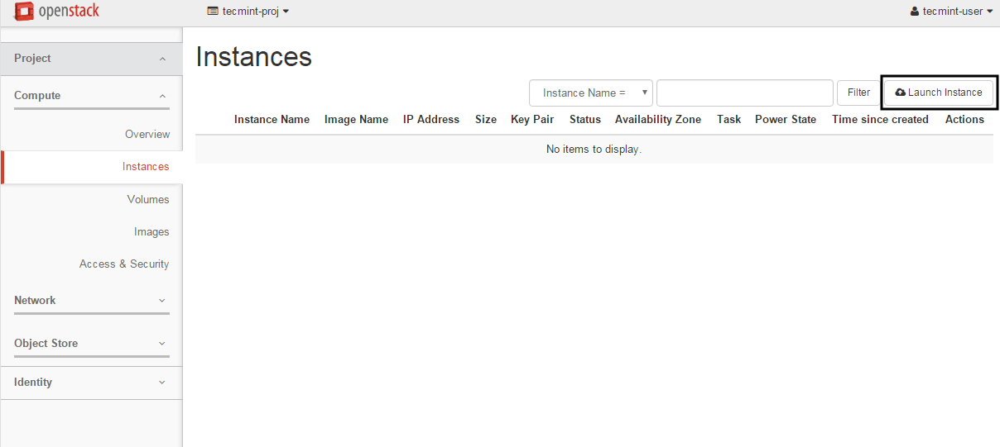 openstack tecmint-proj tecmint-user
Project
Instances
Compute
Instance Name = Filter Launch Instance
Instance Name Image Name IP Address Size Key Pair Status Availability Zone Task Power State Time since created Actions
Overview
No items to display.
Instances
Volumes
Images
Access & Security
Network
Object Store
Identity